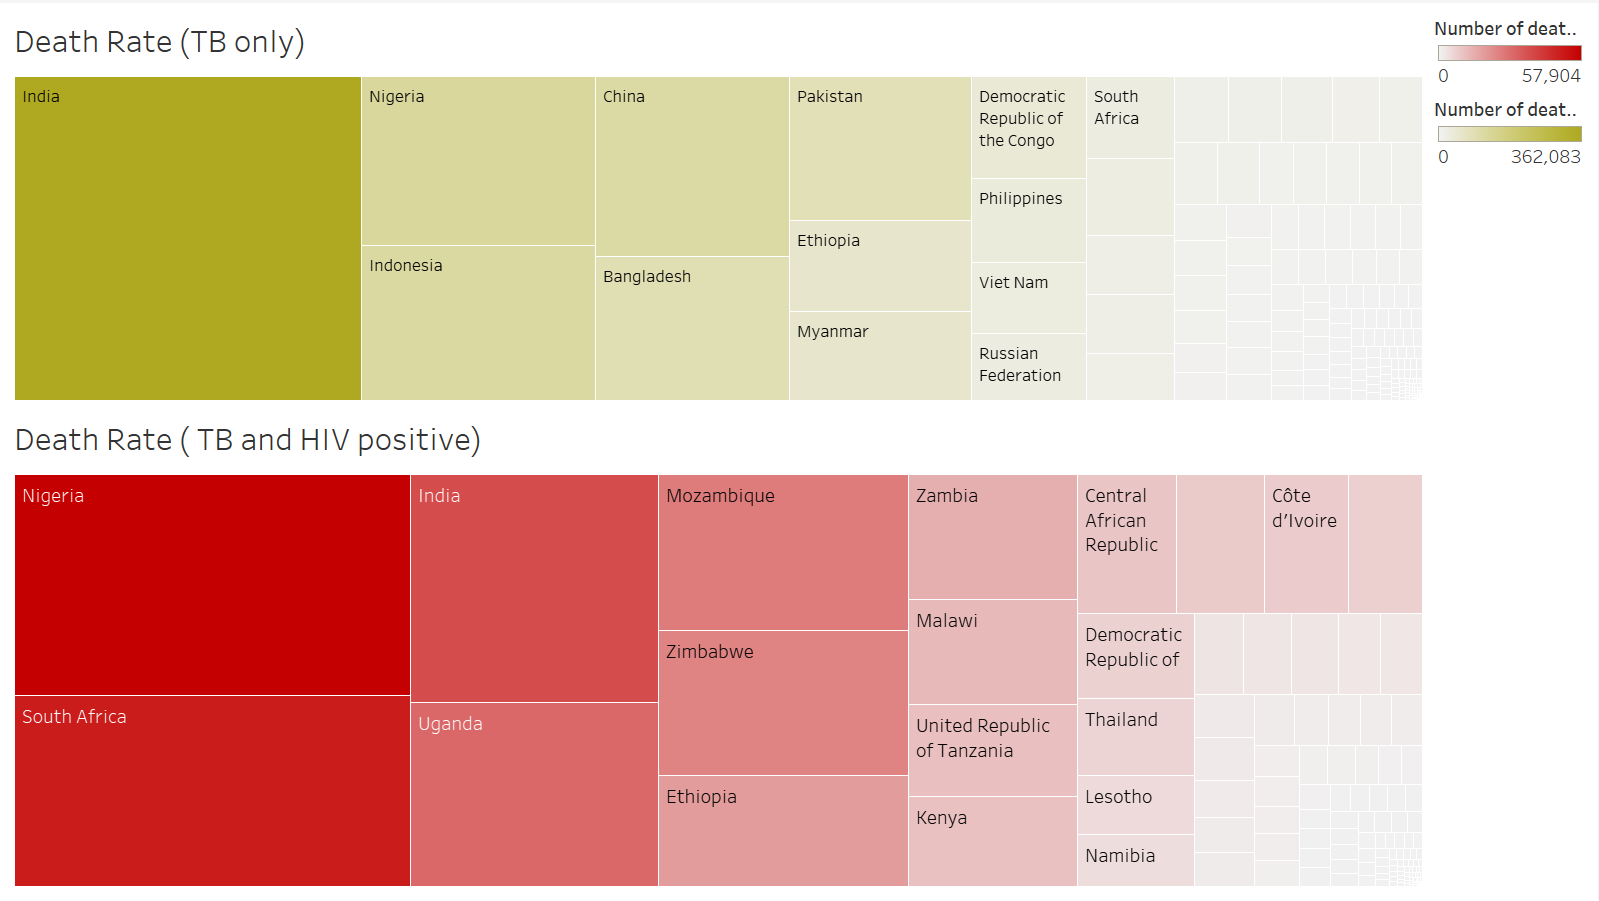 Death Rate (TB only)
India
Nigeria
Indonesia
China
Bangladesh
Pakistan
Ethiopia
Myanmar
Democratic
Republic of
the Congo
Philippines
Viet Nam
Russian
Federation
South
Africa
Number of deat..
0 57,904
Number of deat..
0 362,083
Death Rate ( TB and HIV positive)
Nigeria
South Africa
India
Uganda
Mozambique
Zimbabwe
Ethiopia
Zambia
Malawi
United Republic
of Tanzania
Kenya
Central
African
Republic
Côte
d’Ivoire
Democratic
Republic of
Thailand
Lesotho
Namibia